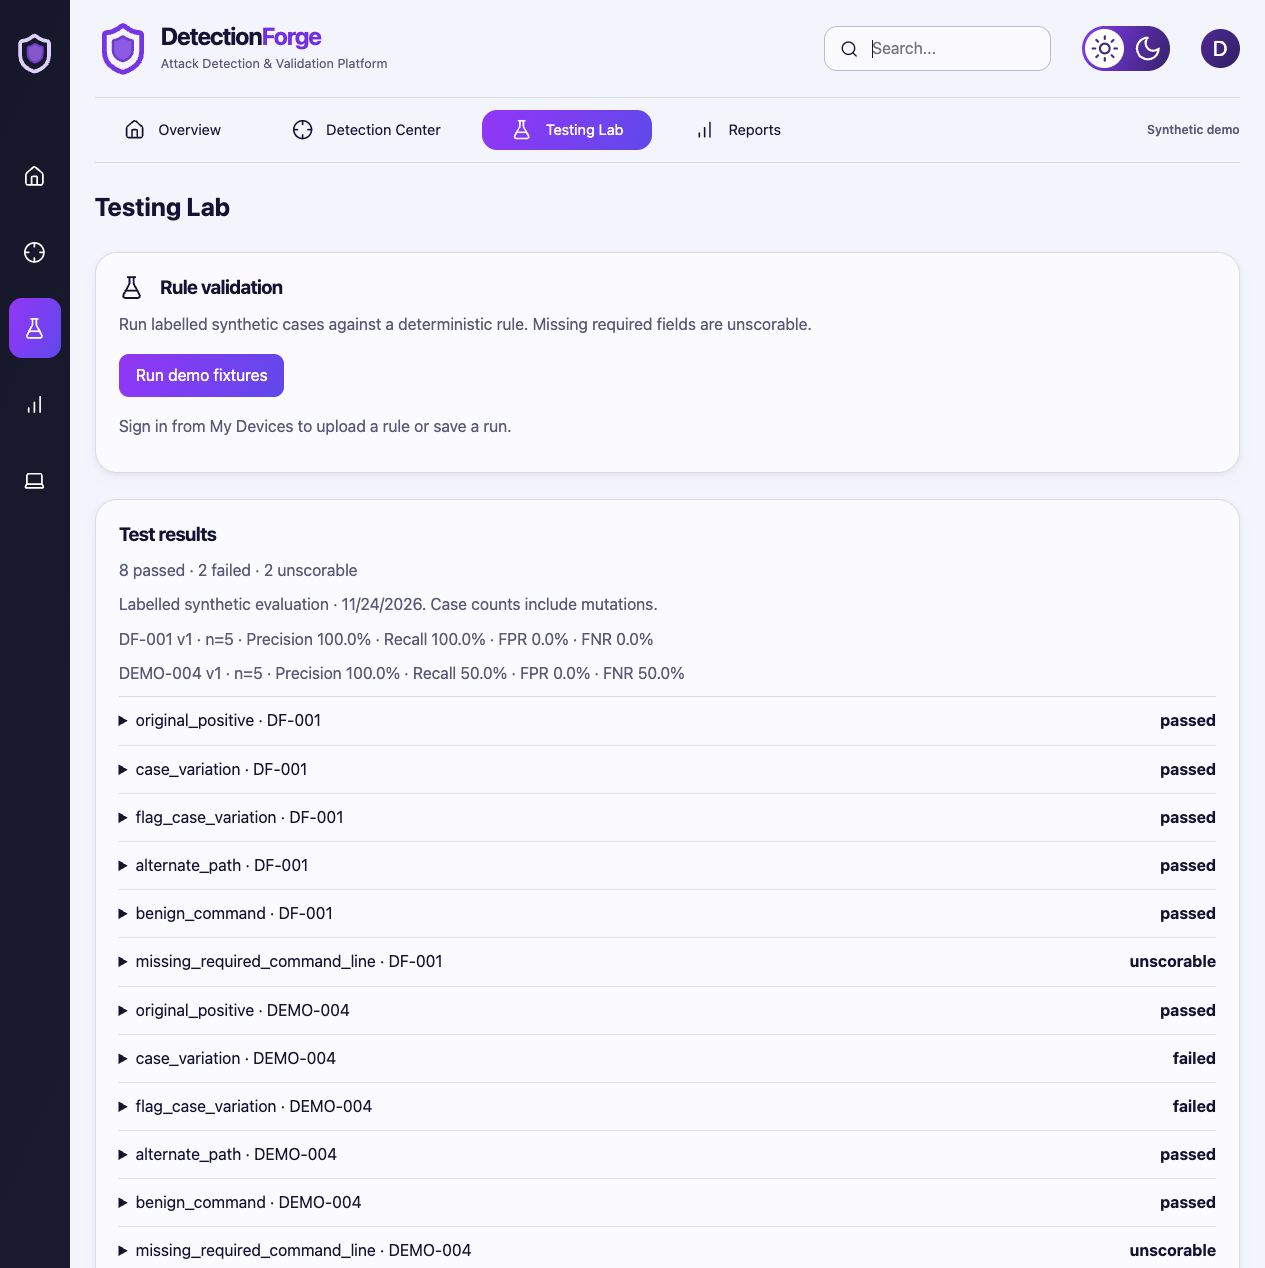 DetectionForge
Attack Detection & Validation Platform
Search...
D
Overview
Detection Center
Testing Lab
Reports
Synthetic demo
Testing Lab
Rule validation
Run labelled synthetic cases against a deterministic rule. Missing required fields are unscorable.
Run demo fixtures
Sign in from My Devices to upload a rule or save a run.
Test results
8 passed · 2 failed · 2 unscorable
Labelled synthetic evaluation · 11/24/2026. Case counts include mutations.
DF-001 v1 · n=5 · Precision 100.0% · Recall 100.0% · FPR 0.0% · FNR 0.0%
DEMO-004 v1 · n=5 · Precision 100.0% · Recall 50.0% · FPR 0.0% · FNR 50.0%
original_positive · DF-001 passed
case_variation · DF-001 passed
flag_case_variation · DF-001 passed
alternate_path · DF-001 passed
benign_command · DF-001 passed
missing_required_command_line · DF-001 unscorable
original_positive · DEMO-004 passed
case_variation · DEMO-004 failed
flag_case_variation · DEMO-004 failed
alternate_path · DEMO-004 passed
benign_command · DEMO-004 passed
missing_required_command_line · DEMO-004 unscorable